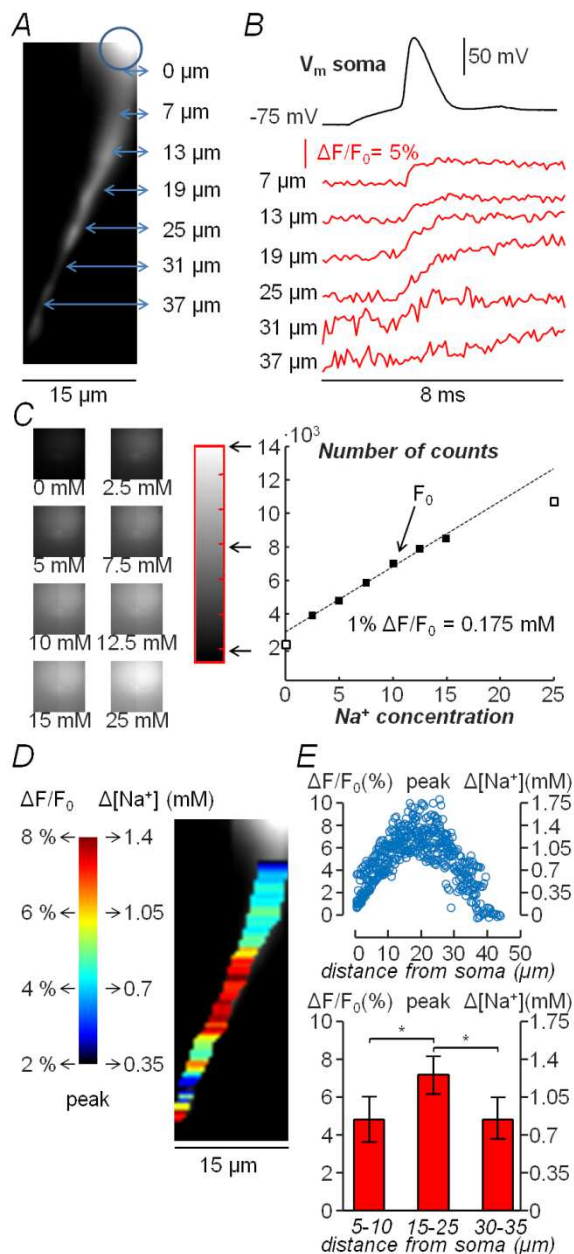 A
0 µm
7 µm
13 µm
19 µm
25 µm
31 µm
37 µm
15 µm
B
Vm soma
50 mV
-75 mV
ΔF/F0= 5%
7 µm
13 µm
19 µm
25 µm
31 µm
37 µm
8 ms
C
0 mM 2.5 mM
5 mM 7.5 mM
10 mM 12.5 mM
15 mM 25 mM
·10³
Number of counts
14
12
10
8
6
4
2
F0
1% ΔF/F0 = 0.175 mM
0 5 10 15 20 25
Na⁺ concentration
D
ΔF/F0 Δ[Na⁺] (mM)
8 % 1.4
6 % 1.05
4 % 0.7
2 % 0.35
peak
15 µm
E
ΔF/F0(%) peak Δ[Na⁺](mM)
10 1.75
8 1.4
6 1.05
4 0.7
2 0.35
0 0
0 10 20 30 40 50
distance from soma (µm)
ΔF/F0(%) peak Δ[Na⁺](mM)
10 1.75
8 1.4
6 1.05
4 0.7
2 0.35
0 0
* *
5-10 15-25 30-35
distance from soma (µm)